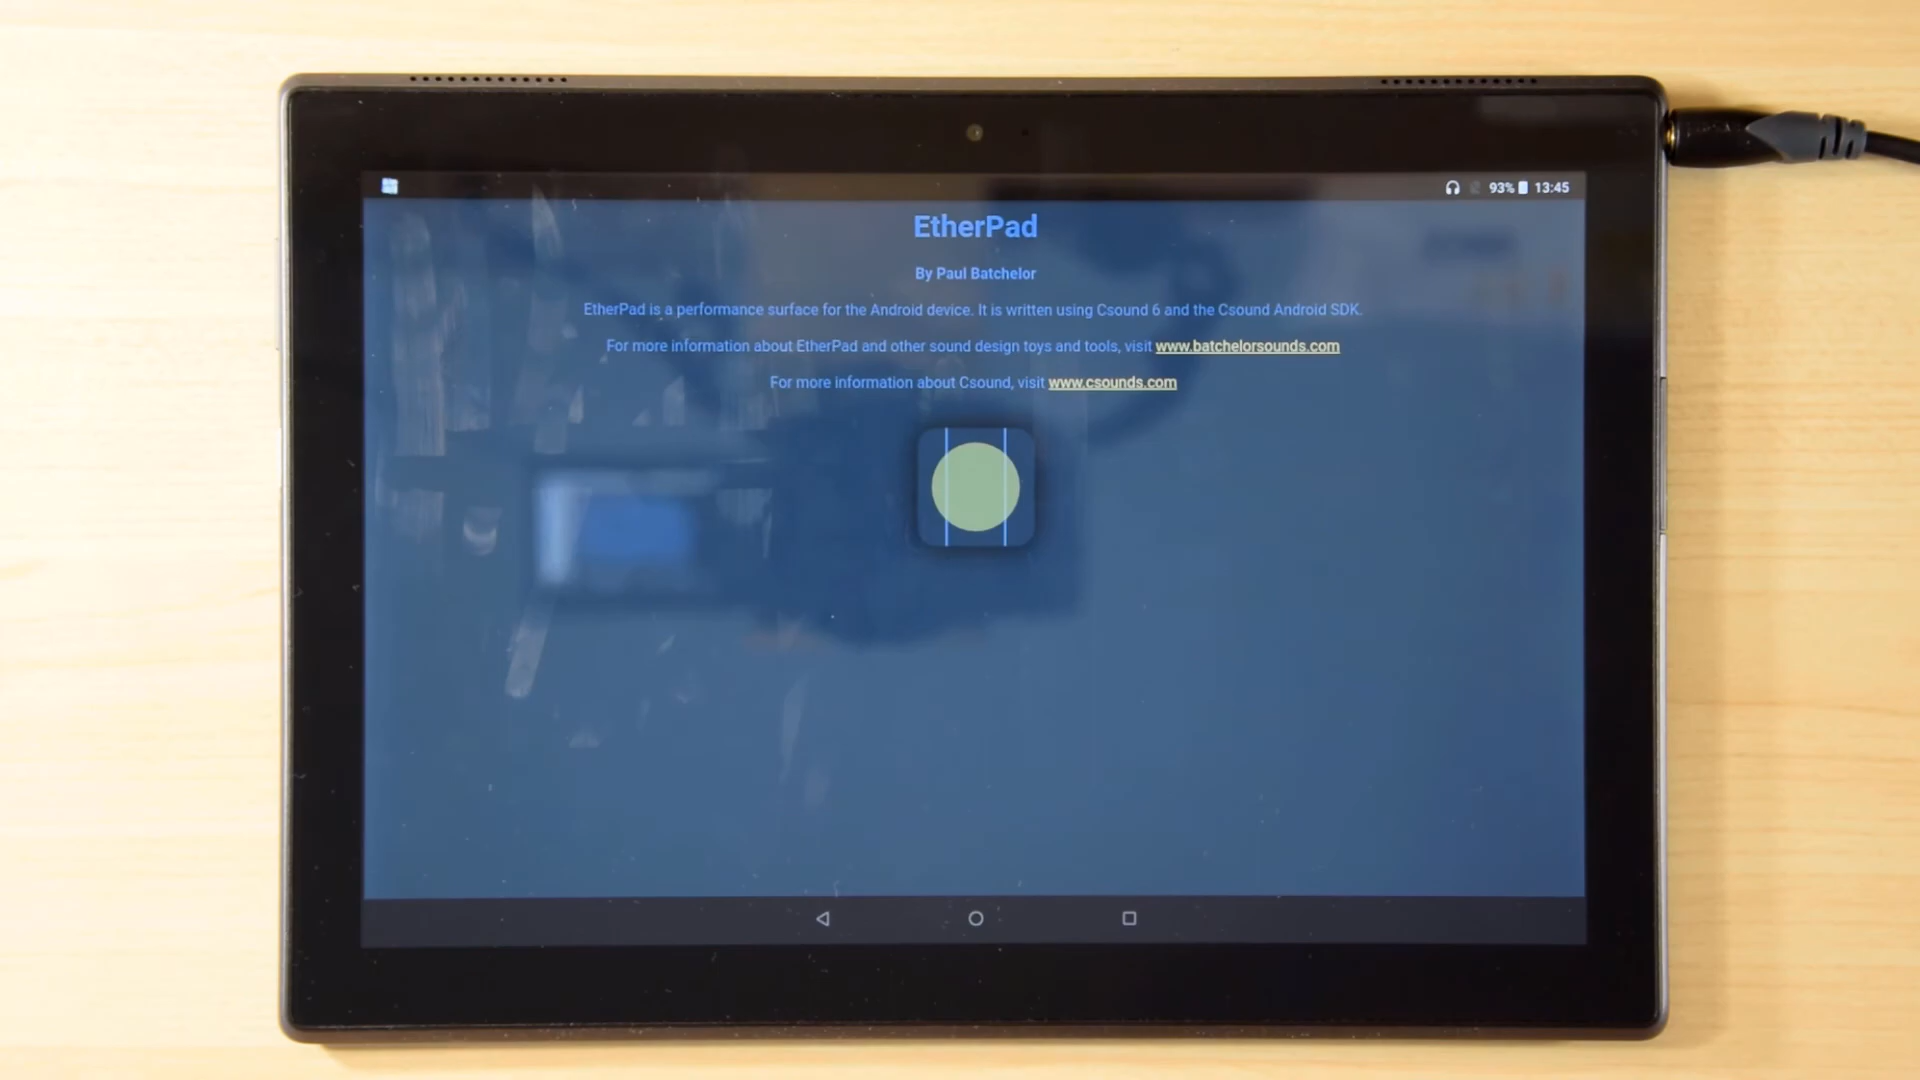 93% 13:45
EtherPad
By Paul Batchelor
EtherPad is a performance surface for the Android device. It is written using Csound 6 and the Csound Android SDK.
For more information about EtherPad and other sound design toys and tools, visit www.batchelorsounds.com
For more information about Csound, visit www.csounds.com